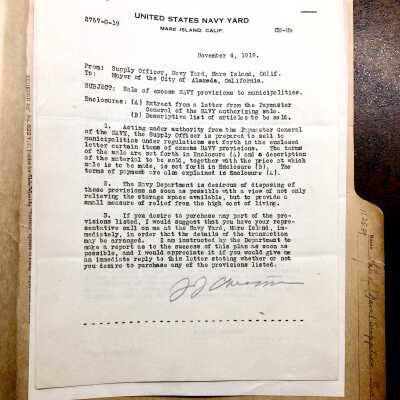 UNITED STATES NAVY YARD
MARE ISLAND, CALIF.
2767-O-19
November 4, 1919.
From: Supply Officer, Navy Yard, Mare Island, Calif.
To: Mayor of the City of Alameda, California.
SUBJECT: Sale of excess NAVY provisions to municipalities.
Enclosures: (A) Extract from a letter from the Paymaster
General of the NAVY authorizing sale.
(B) Descriptive list of articles to be sold.
1. Acting under authority from the Paymaster General
of the NAVY, the Supply Officer is prepared to sell to
municipalities under regulations set forth in the enclosed
letter certain items of excess NAVY provisions. The terms
of the sale are set forth in Enclosure (A) and a description
of the material to be sold, together with the price at which
sale is to be made, is set forth in Enclosure (B). The
terms of payment are also explained in Enclosure (A).
2. The Navy Department is desirous of disposing of
these provisions as soon as possible with a view of not only
relieving the storage space available, but to provide a
small measure of relief from the high cost of living.
3. If you desire to purchase any part of the pro-
visions listed, I would suggest that you have your repre-
sentative call on me at the Navy Yard, Mare Island, im-
mediately, in order that the details of the transaction
may be arranged. I am instructed by the Department to
make a report as to the success of this plan as soon as
possible, and I would appreciate it if you would give me
an immediate reply to this letter stating whether or not
you desire to purchase any of the provisions listed.